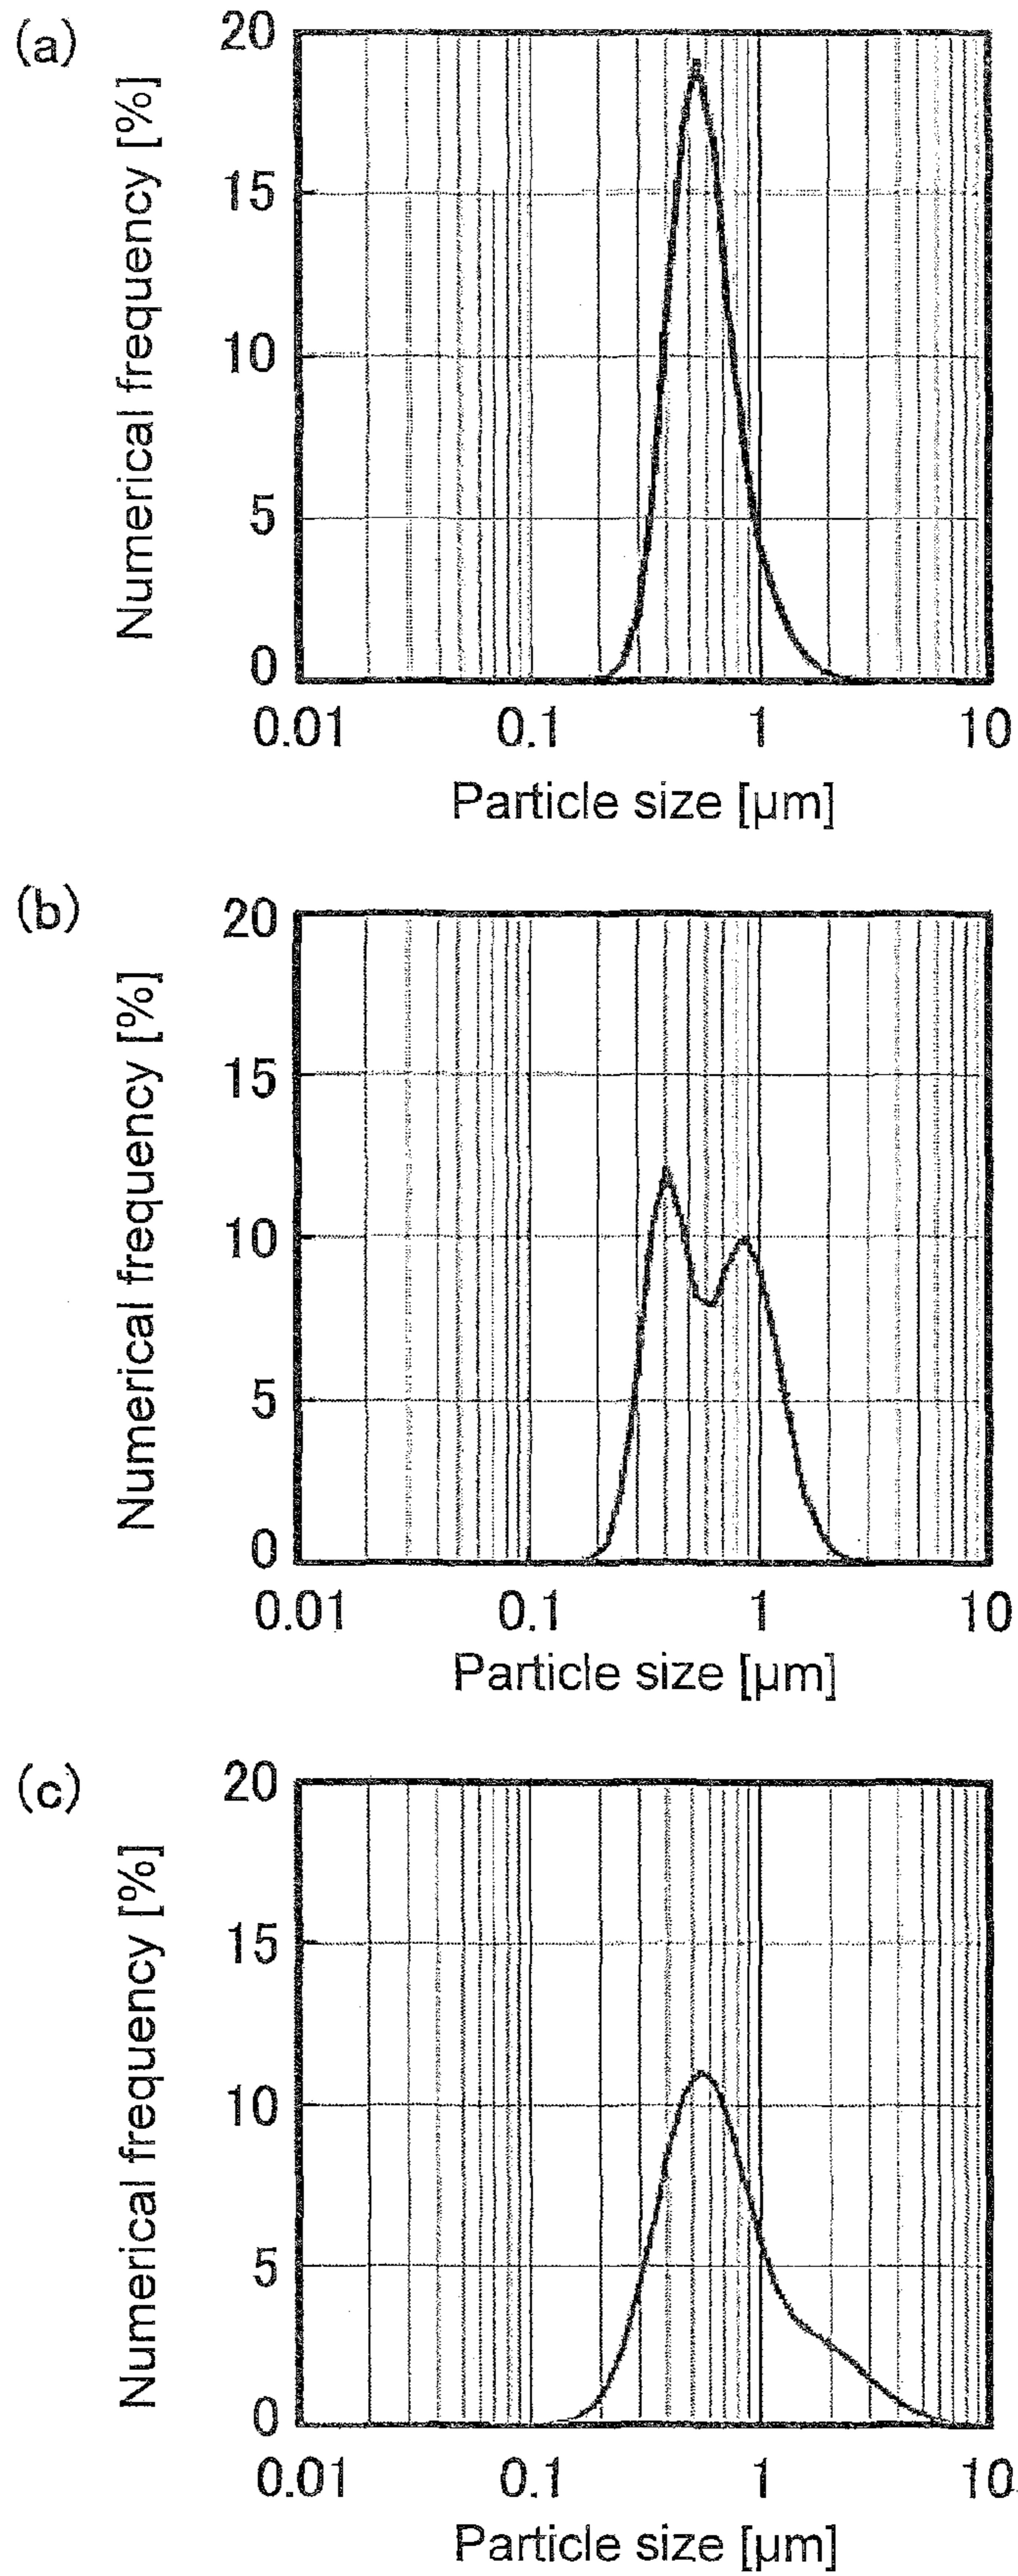 (a)
Numerical frequency [%]
20
15
10
5
0
0.01 0.1 1 10
Particle size [µm]
(b)
Numerical frequency [%]
20
15
10
5
0
0.01 0.1 1 10
Particle size [µm]
(c)
Numerical frequency [%]
20
15
10
5
0
0.01 0.1 1 10
Particle size [µm]